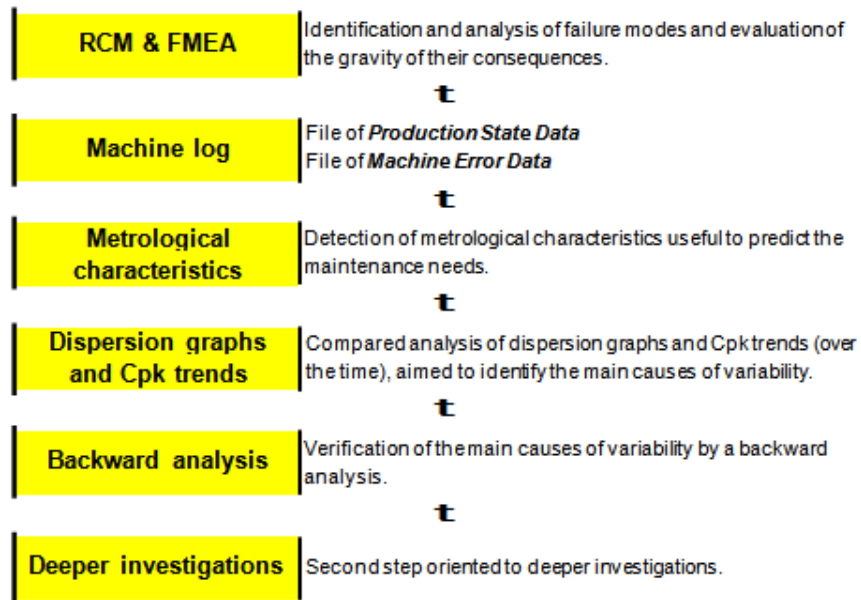 RCM & FMEA
Identification and analysis of failure modes and evaluation of
the gravity of their consequences.
t
Machine log
File of Production State Data
File of Machine Error Data
t
Metrological
characteristics
Detection of metrological characteristics useful to predict the
maintenance needs.
t
Dispersion graphs
and Cpk trends
Compared analysis of dispersion graphs and Cpk trends (over
the time), aimed to identify the main causes of variability.
t
Backward analysis
Verification of the main causes of variability by a backward
analysis.
t
Deeper investigations
Second step oriented to deeper investigations.